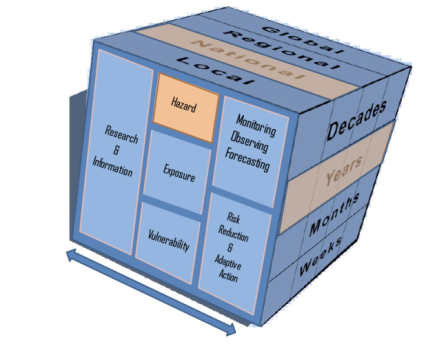 Global
Regional
National
Local
Research
&
Information
Hazard
Exposure
Vulnerability
Monitoring
Observing
Forecasting
Risk
Reduction
&
Adaptive
Action
Decades
Years
Months
Weeks